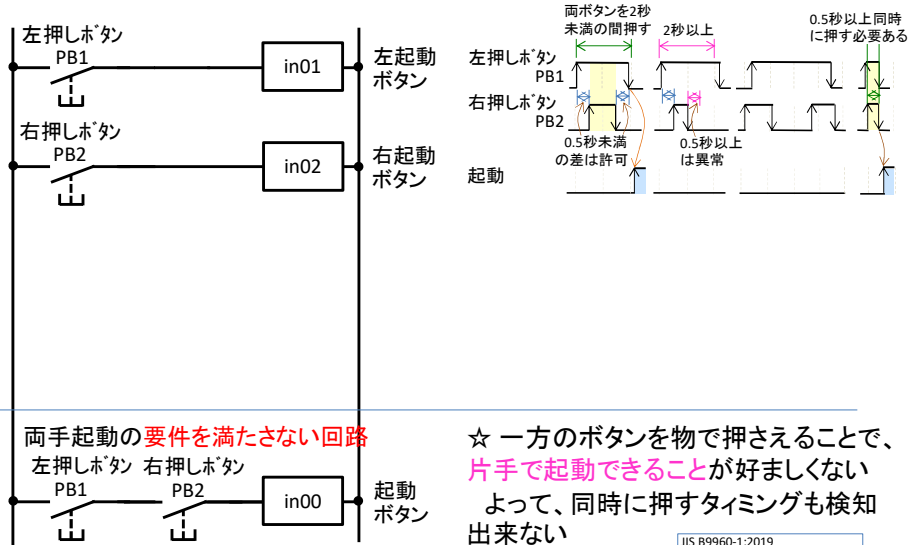 左押しボタン
PB1
in01
左起動
ボタン
右押しボタン
PB2
in02
右起動
ボタン
両ボタンを2秒
未満の間押す
2秒以上
0.5秒以上同時
に押す必要ある
左押しボタン
PB1
右押しボタン
PB2
0.5秒未満
の差は許可
0.5秒以上
は異常
起動
両手起動の要件を満たさない回路
左押しボタン 右押しボタン
PB1 PB2
in00
起動
ボタン
☆ 一方のボタンを物で押さえることで、
片手で起動できることが好ましくない
よって、同時に押すタイミングも検知
出来ない
JIS B9960-1:2019